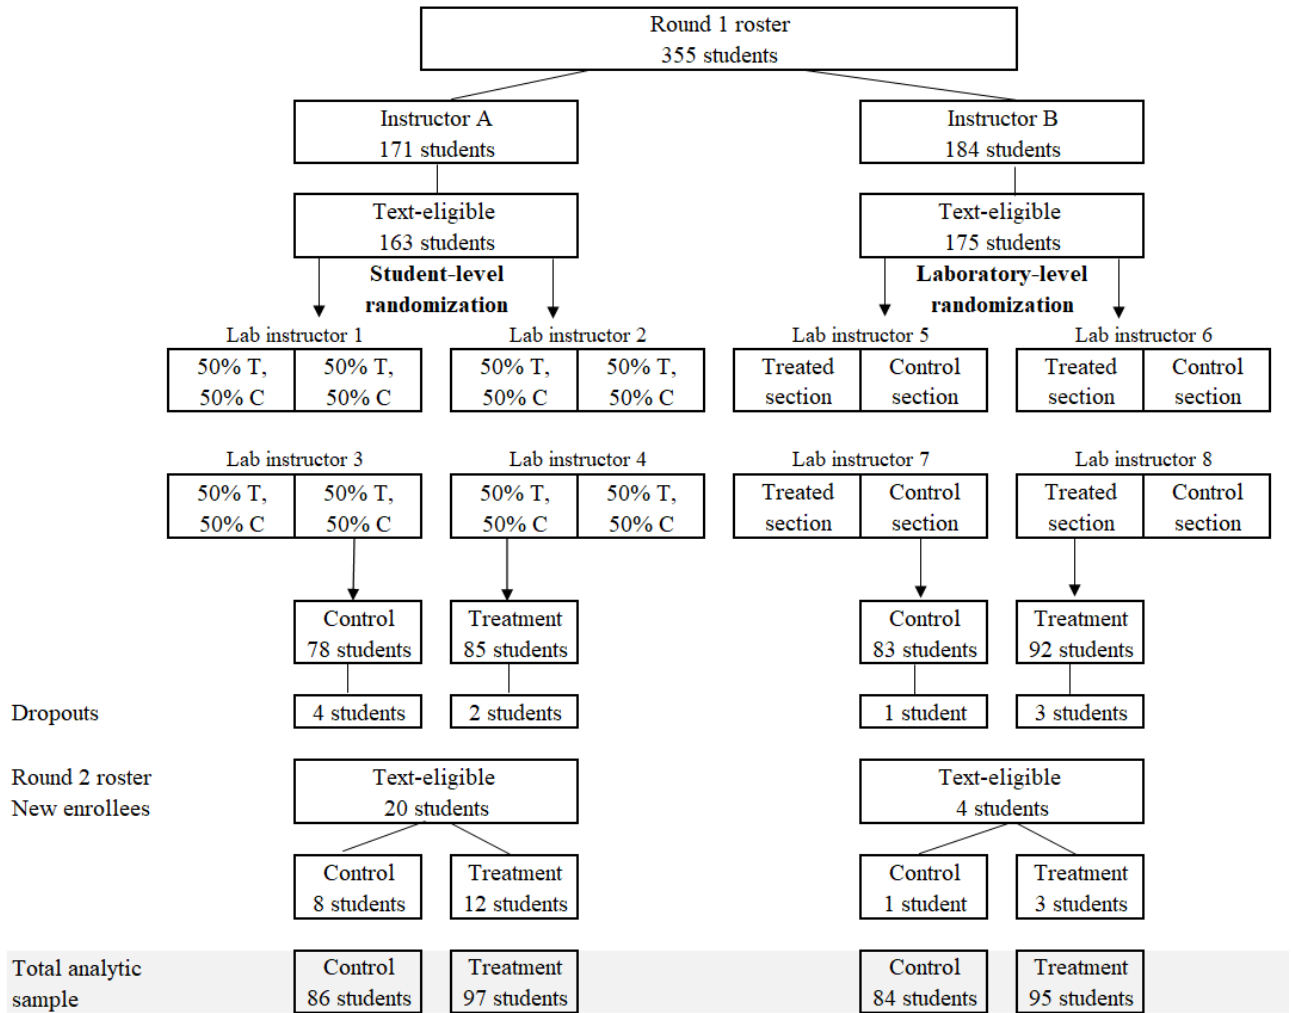 Round 1 roster
355 students
Instructor A
171 students
Instructor B
184 students
Text-eligible
163 students
Text-eligible
175 students
Student-level
randomization
Laboratory-level
randomization
Lab instructor 1
50% T,
50% C
50% T,
50% C
Lab instructor 2
50% T,
50% C
50% T,
50% C
Lab instructor 5
Treated
section
Control
section
Lab instructor 6
Treated
section
Control
section
Lab instructor 3
50% T,
50% C
50% T,
50% C
Lab instructor 4
50% T,
50% C
50% T,
50% C
Lab instructor 7
Treated
section
Control
section
Lab instructor 8
Treated
section
Control
section
Control
78 students
Treatment
85 students
Control
83 students
Treatment
92 students
Dropouts
4 students
2 students
1 student
3 students
Round 2 roster
New enrollees
Text-eligible
20 students
Text-eligible
4 students
Control
8 students
Treatment
12 students
Control
1 student
Treatment
3 students
Total analytic
sample
Control
86 students
Treatment
97 students
Control
84 students
Treatment
95 students